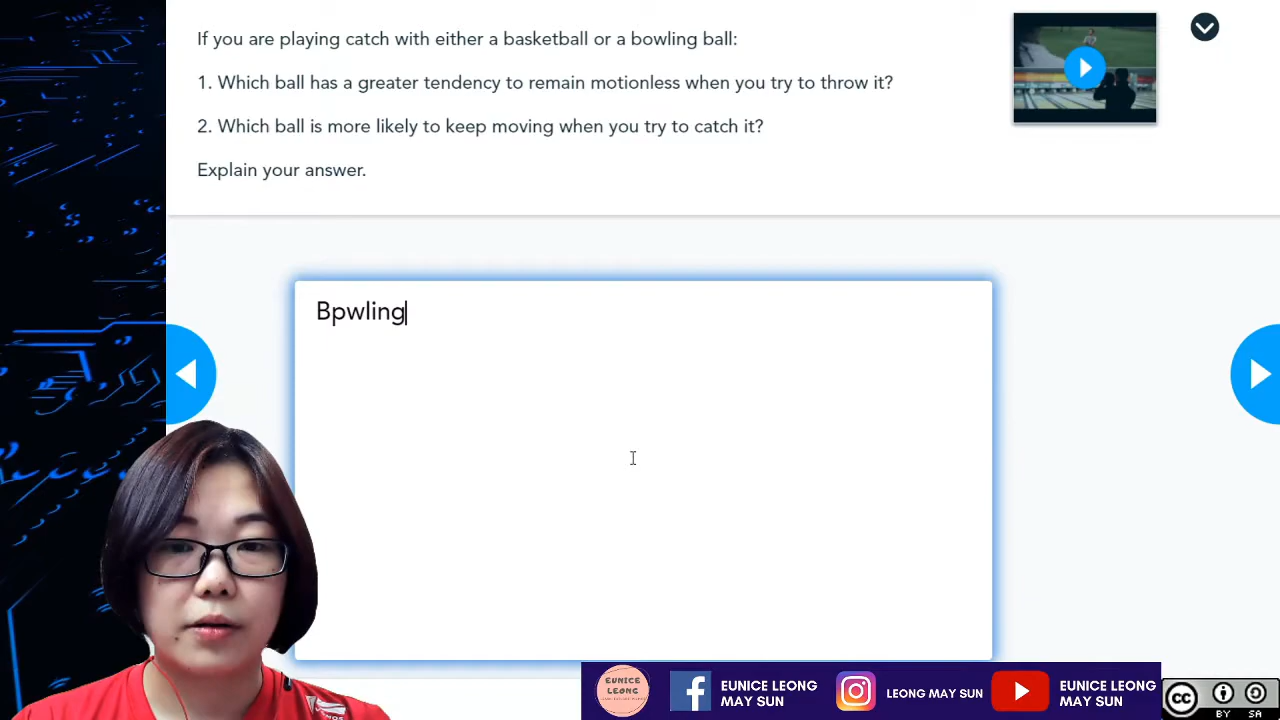 If you are playing catch with either a basketball or a bowling ball:
1. Which ball has a greater tendency to remain motionless when you try to throw it?
2. Which ball is more likely to keep moving when you try to catch it?
Explain your answer.
Bpwling
EUNICE
LEONG
EUNICE LEONG
MAY SUN
LEONG MAY SUN
EUNICE LEONG
MAY SUN
cc
BY SA